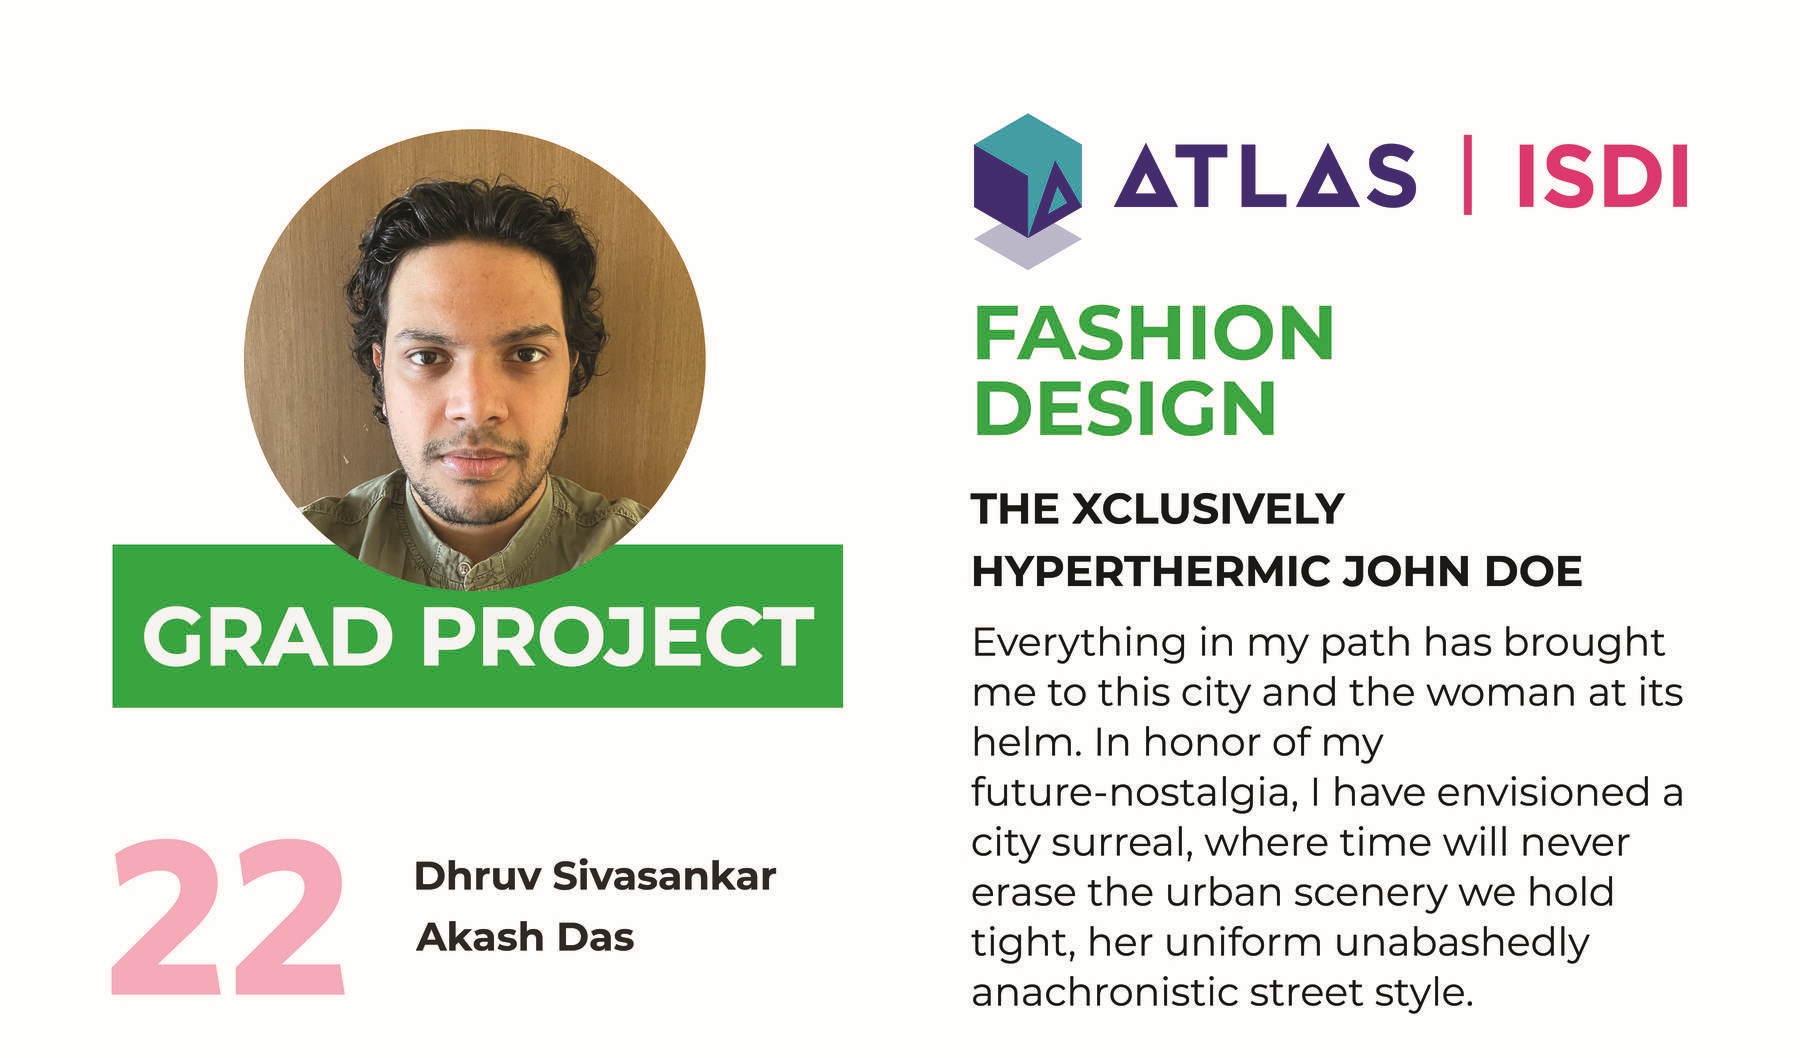 ATLAS | ISDI
FASHION
DESIGN
THE XCLUSIVELY
HYPERTHERMIC JOHN DOE
Everything in my path has brought
me to this city and the woman at its
helm. In honor of my
future-nostalgia, I have envisioned a
city surreal, where time will never
erase the urban scenery we hold
tight, her uniform unabashedly
anachronistic street style.
GRAD PROJECT
22
Dhruv Sivasankar
Akash Das